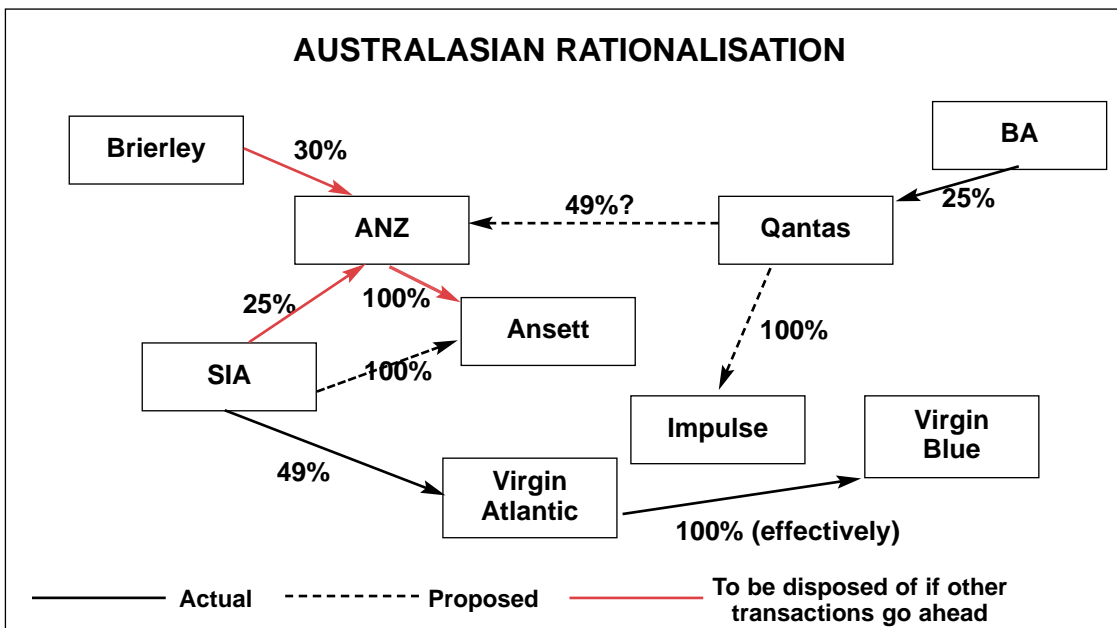 AUSTRALASIAN RATIONALISATION
Brierley
30%
BA
25%
ANZ
49%?
Qantas
25%
100%
Ansett
100%
SIA
100%
Impulse
Virgin
Blue
49%
Virgin
Atlantic
100% (effectively)
Actual
Proposed
To be disposed of if other
transactions go ahead